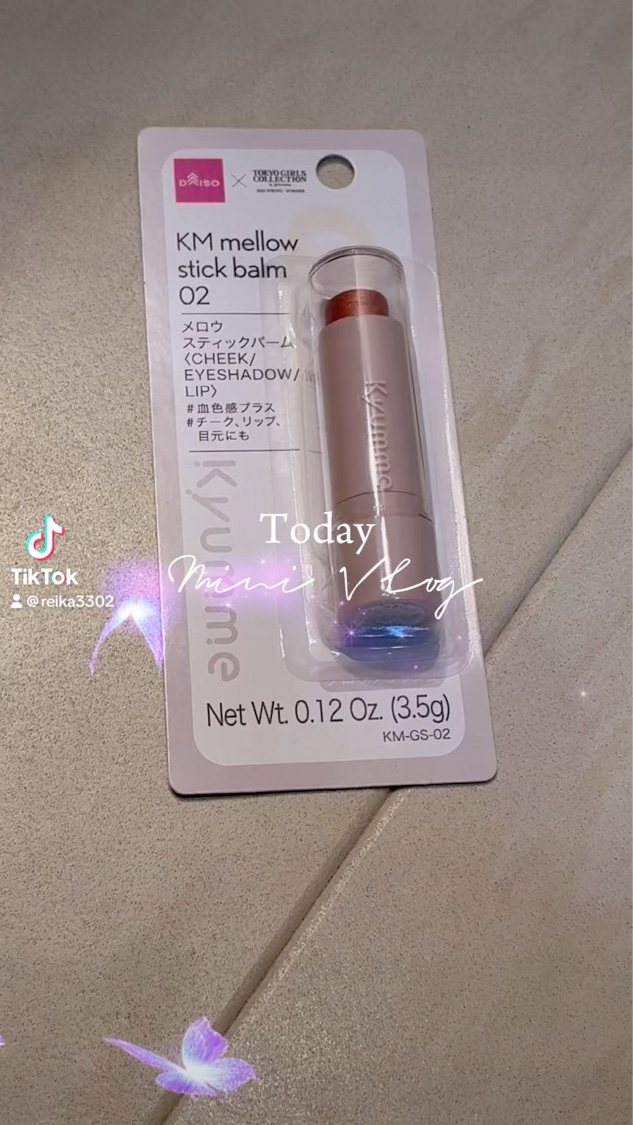 DAISO
TOKYO GIRLS
COLLECTION
KM mellow
stick balm
02
メロウ
スティックバーム
〈CHEEK/
EYESHADOW/
LIP〉
#血色感プラス
#チーク、リップ、
目元にも
Kyunme
Kyunme
Today
Mini Vlog
TikTok
@reika3302
Net Wt. 0.12 Oz. (3.5g)
KM-GS-02